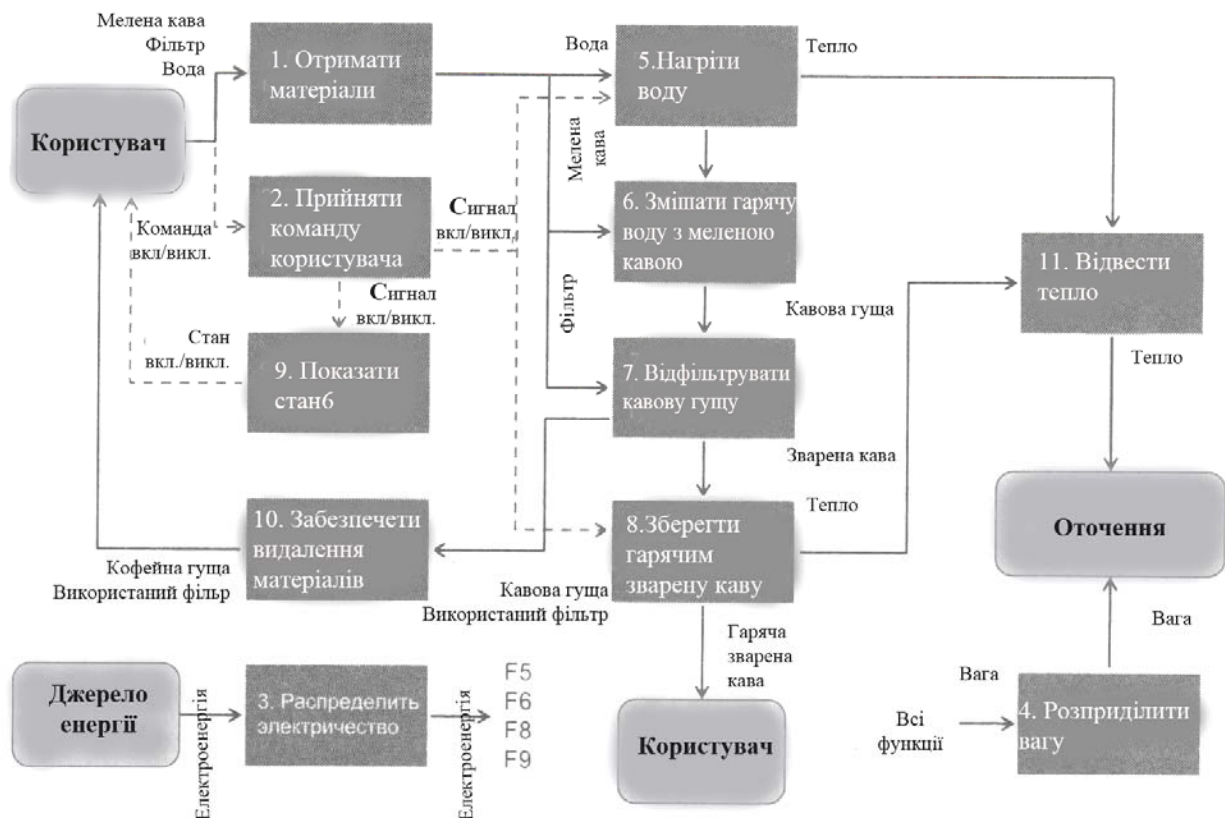 Мелена кава
Фільтр
Вода
1. Отримати
матеріали
Вода
5.Нагріти
воду
Тепло
Користувач
Мелена
кава
2. Прийняти
команду
користувача
Сигнал
вкл/викл.
6. Змішати гарячу
воду з меленою
кавою
Команда
вкл/викл.
11. Відвести
тепло
Сигнал
вкл/викл.
Фільтр
Кавова гуща
Стан
вкл./викл.
9. Показати
стан6
7. Відфільтрувати
кавову гущу
Тепло
Зварена кава
10. Забезпечети
видалення
матеріалів
8.Зберегти
гарячим
зварену каву
Тепло
Оточення
Кофейна гуща
Використаний фільр
Кавова гуща
Використаний фільтр
Гаряча
зварена
кава
Вага
Джерело
енергії
Електроенергія
3. Распределить
электричество
Електроенергія
F5
F6
F8
F9
Користувач
Вага
Всі
функції
4. Розприділити
вагу